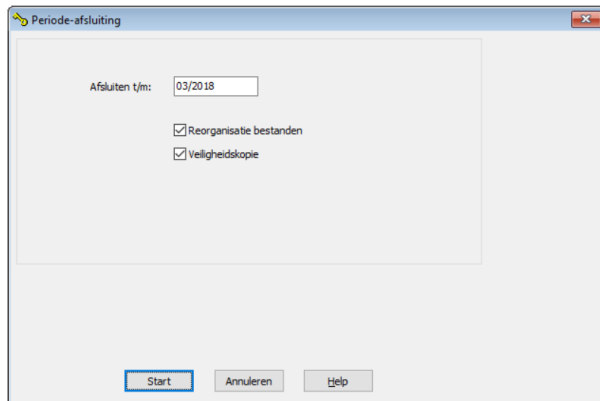 Periode-afsluiting
Afsluiten t/m: 03/2018
Reorganisatie bestanden
Veiligheidskopie
Start Annuleren Help